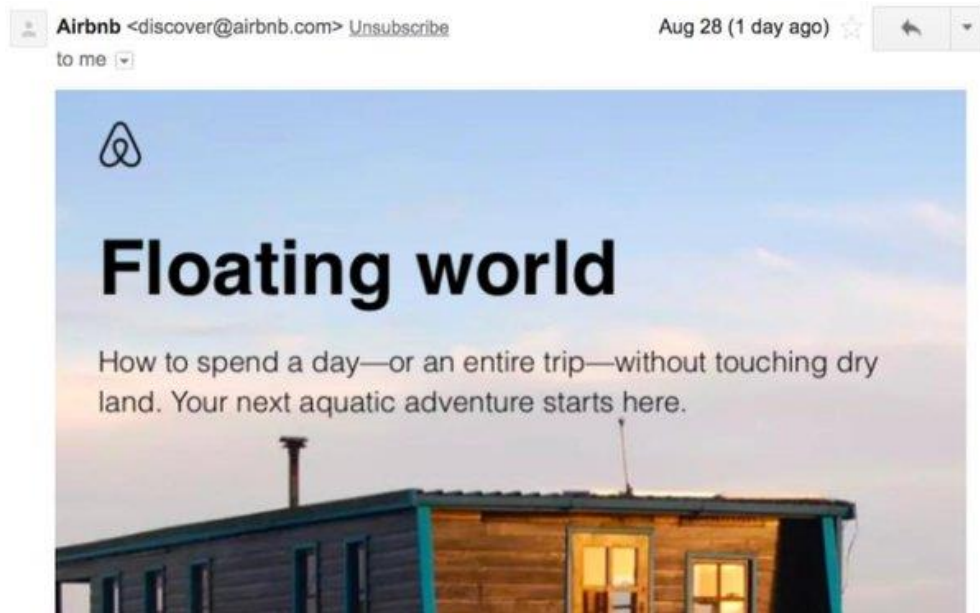 Airbnb <discover@airbnb.com> Unsubscribe
Aug 28 (1 day ago)
to me
Floating world
How to spend a day—or an entire trip—without touching dry
land. Your next aquatic adventure starts here.